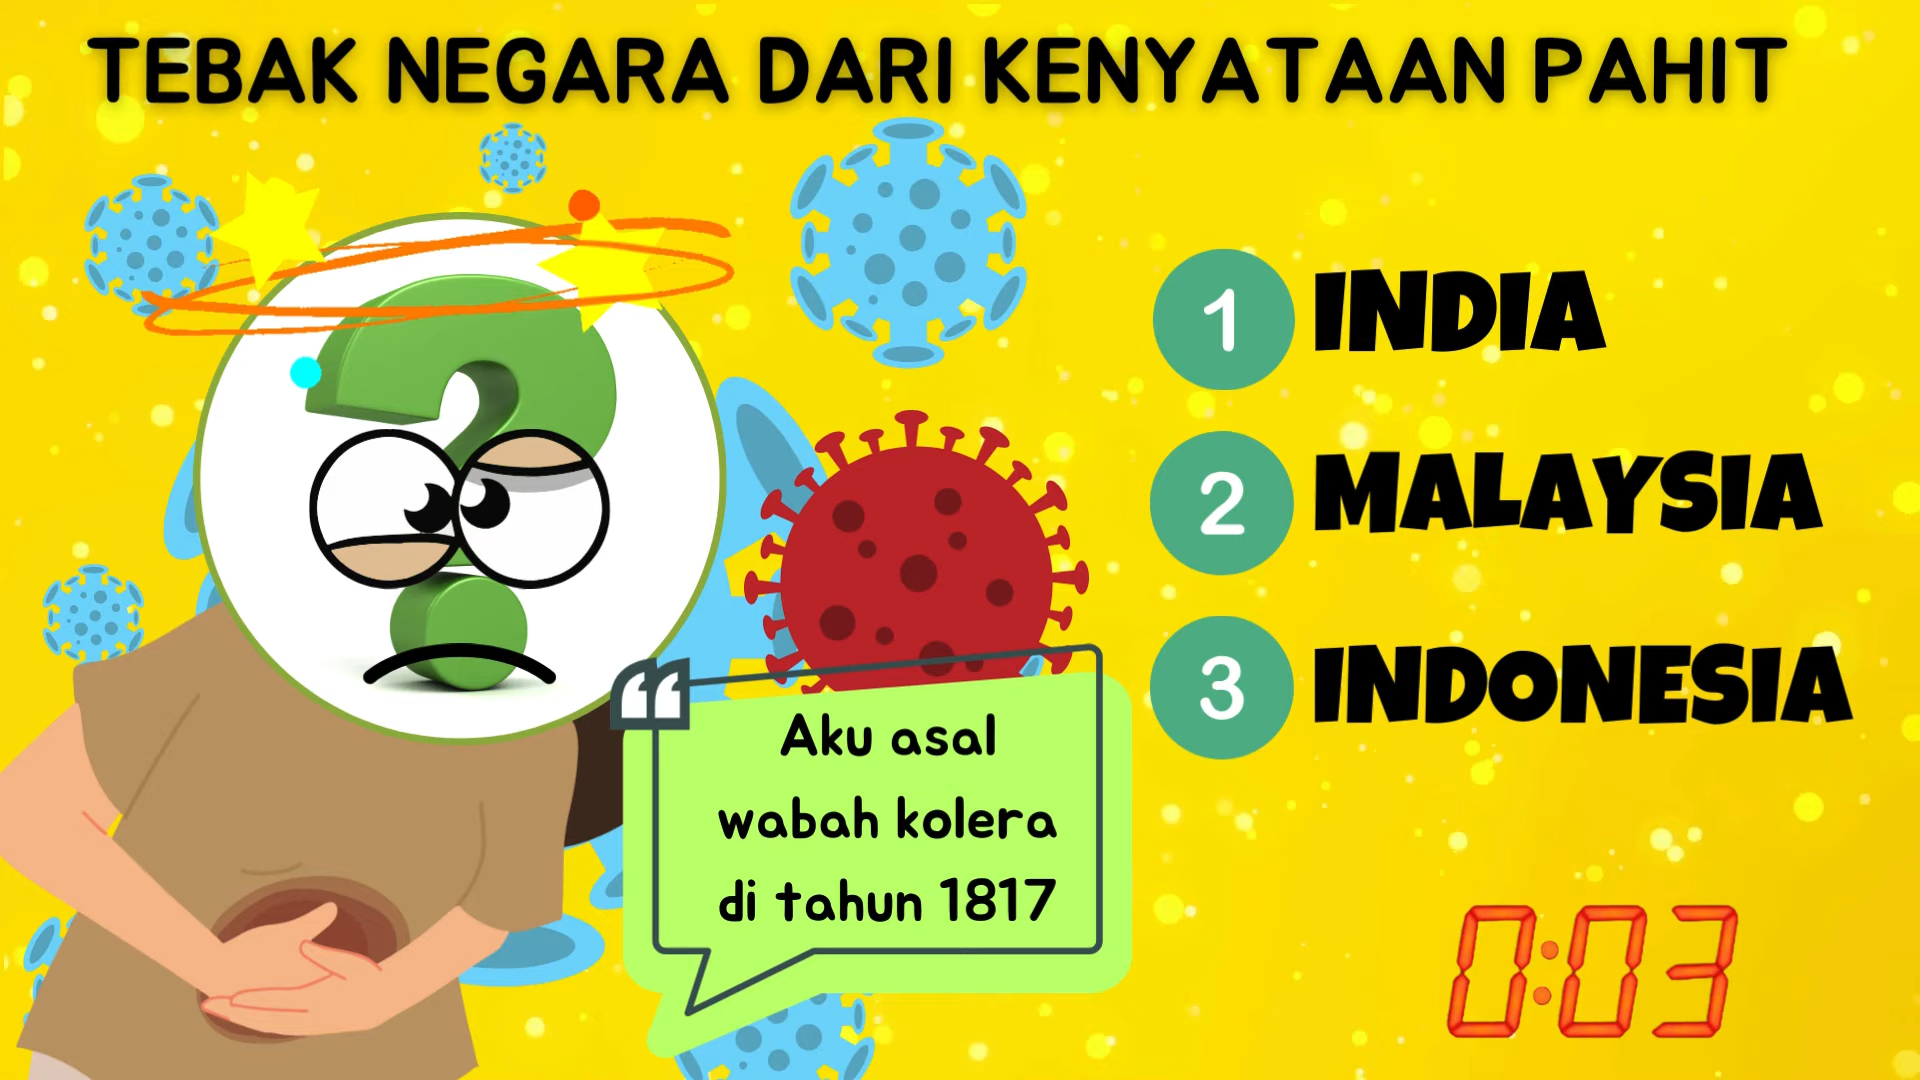 TEBAK NEGARA DARI KENYATAAN PAHIT
1 INDIA
2 MALAYSIA
3 INDONESIA
Aku asal
wabah kolera
di tahun 1817
0:03